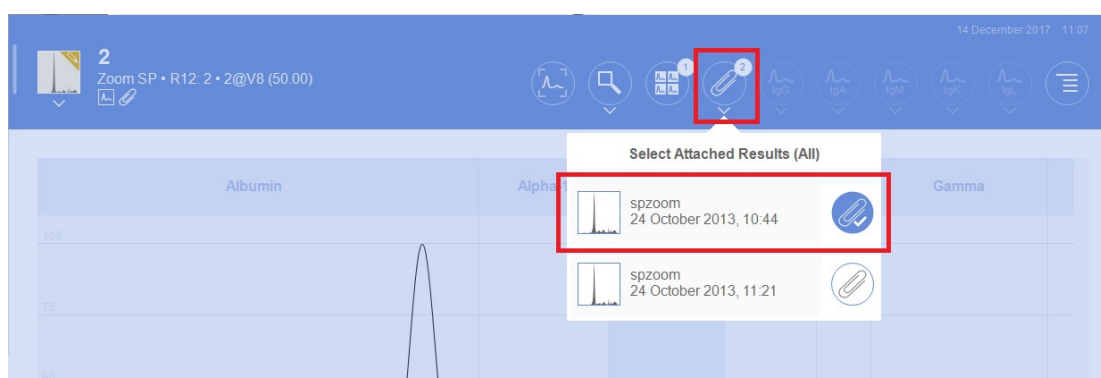 14 December 2017 11:07
2
Zoom SP • R12: 2 • 2@V8 (50.00)
1
2
IgG
IgA
IgM
IgK
IgL
Select Attached Results (All)
Albumin
Alpha-1
Gamma
spzoom
24 October 2013, 10:44
100
spzoom
24 October 2013, 11:21
75
50